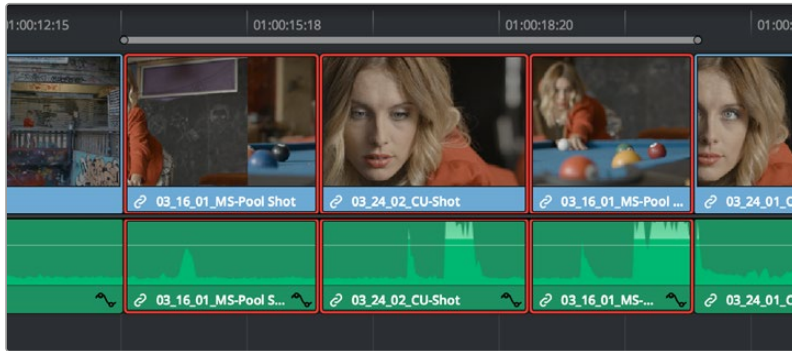 1:00:12:15
01:00:15:18
01:00:18:20
01:00:
03_16_01_MS-Pool Shot
03_24_02_CU-Shot
03_16_01_MS-Pool ...
03_24_01_C
03_16_01_MS-Pool S...
03_24_02_CU-Shot
03_16_01_MS-...
03_24_01_C